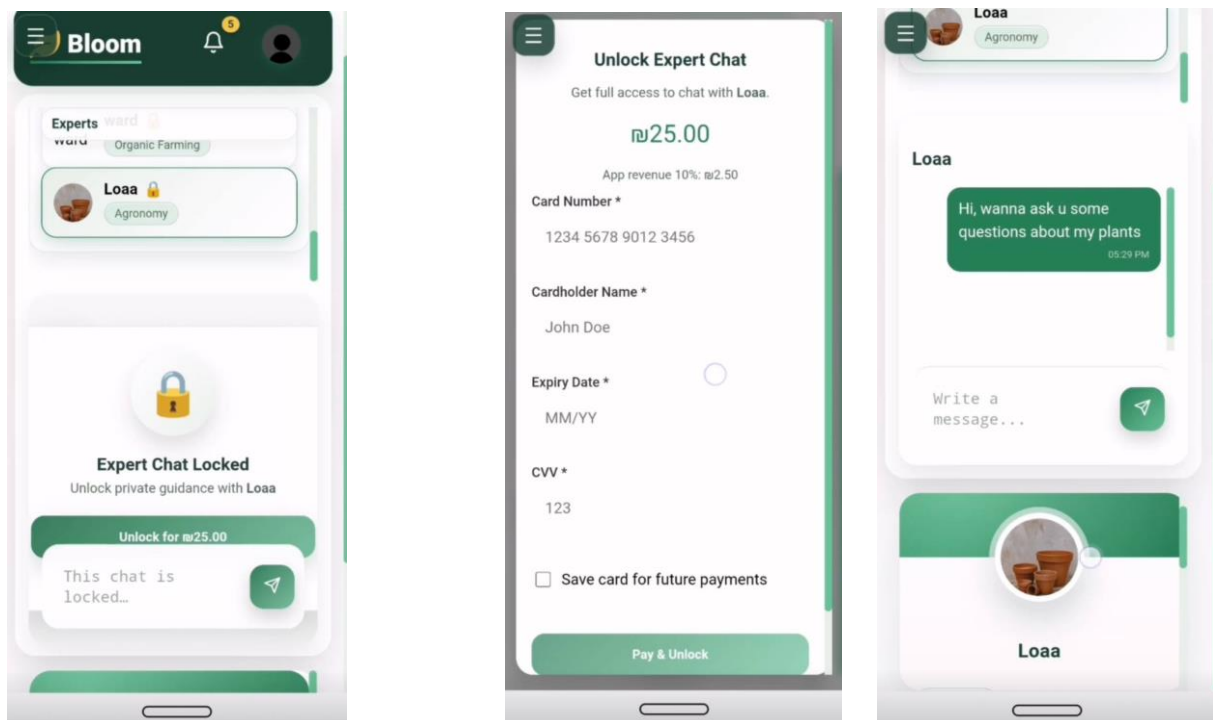 Bloom
5
Experts
ward 🔒
ward
Organic Farming
Loaa 🔒
Agronomy
Expert Chat Locked
Unlock private guidance with Loaa
Unlock for ₪25.00
This chat is
locked…
Unlock Expert Chat
Get full access to chat with Loaa.
₪25.00
App revenue 10%: ₪2.50
Card Number *
1234 5678 9012 3456
Cardholder Name *
John Doe
Expiry Date *
MM/YY
CVV *
123
Save card for future payments
Pay & Unlock
Loaa
Agronomy
Loaa
Hi, wanna ask u some
questions about my plants
05:29 PM
Write a
message...
Loaa